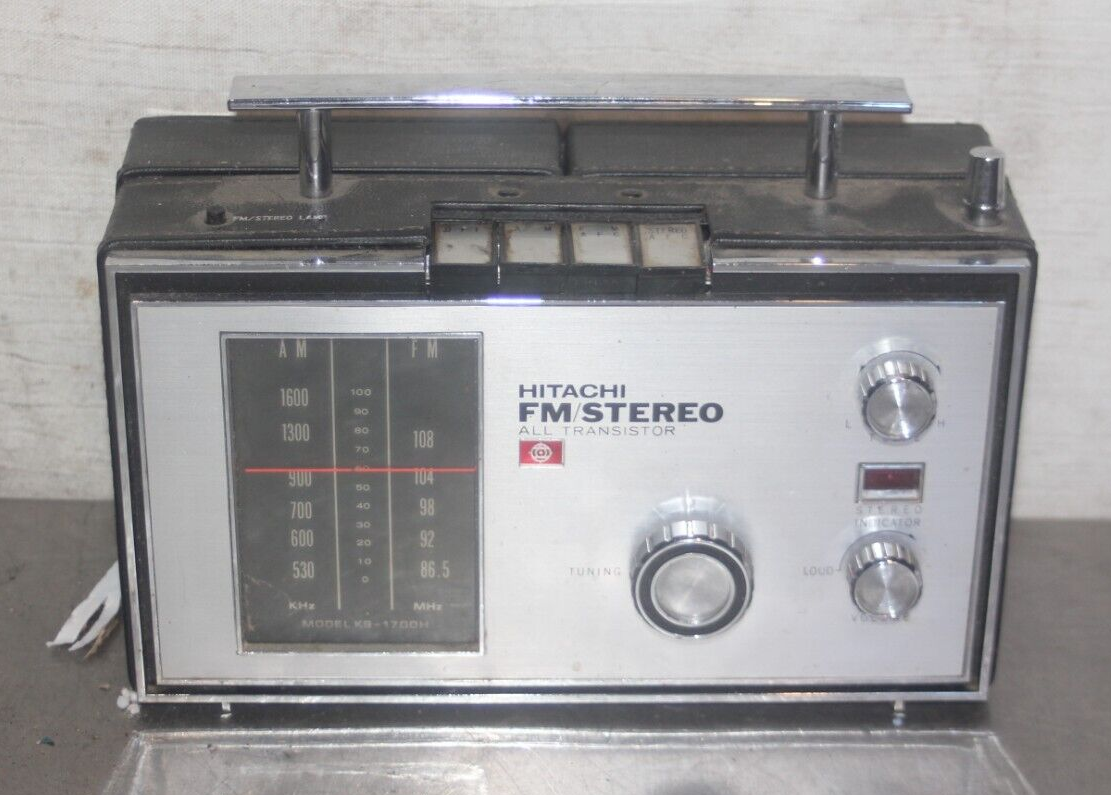 FM/STEREO LAMP
STEREO
A F C
AM FM
1600 100
90
1300 80 108
70
60
900 104
50
700 40 98
30
600 20 92
10
530 0 86.5
KHz MHz
MODEL KS-1700H
HITACHI
FM/STEREO
ALL TRANSISTOR
L H
STEREO
INDICATOR
TUNING
LOUD
VOLUME